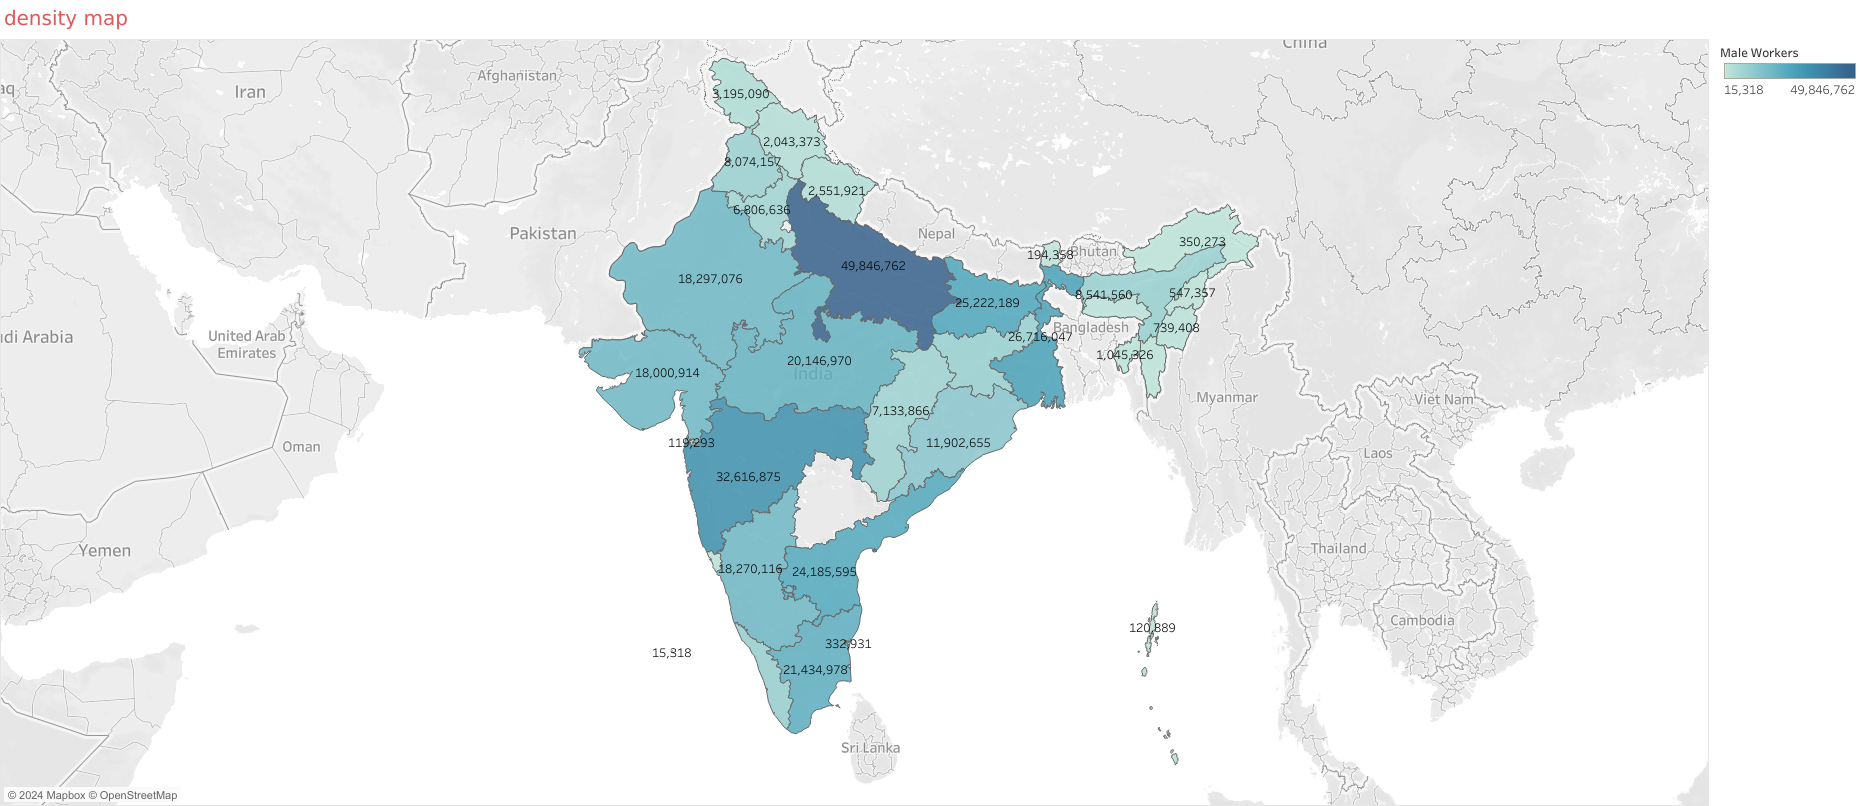 density map
China
Male Workers
Afghanistan
15,318 49,846,762
Iran
3,195,090
2,043,373
8,074,157
2,551,921
6,806,636
Pakistan
Nepal
350,273
194,358
Bhutan
49,846,762
18,297,076
8,541,560
547,357
25,222,189
739,408
Bangladesh
26,716,047
di Arabia
United Arab
Emirates
1,045,326
20,146,970
India
18,000,914
Myanmar
Viet Nam
7,133,866
119,293
11,902,655
Oman
Laos
32,616,875
Yemen
Thailand
18,270,116
24,185,595
Cambodia
120,889
332,931
15,318
21,434,978
Sri Lanka
© 2024 Mapbox © OpenStreetMap